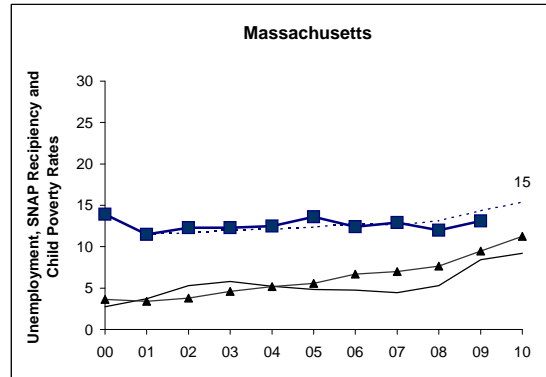 Massachusetts
Unemployment, SNAP Recipiency and
Child Poverty Rates
30
25
20
15
10
5
0
15
00 01 02 03 04 05 06 07 08 09 10